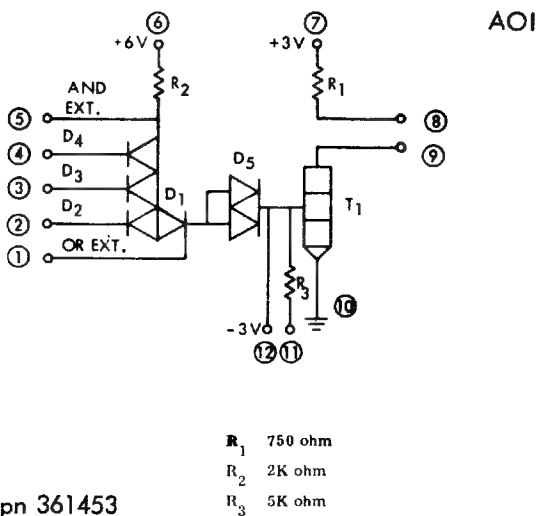 AOI
6
+6V
7
+3V
R2
R1
AND
EXT.
5
8
D4
4
9
D3
3
D5
D1
T1
D2
2
OR EXT.
1
R3
10
-3V
12
11
R1 750 ohm
R2 2K ohm
R3 5K ohm
pn 361453